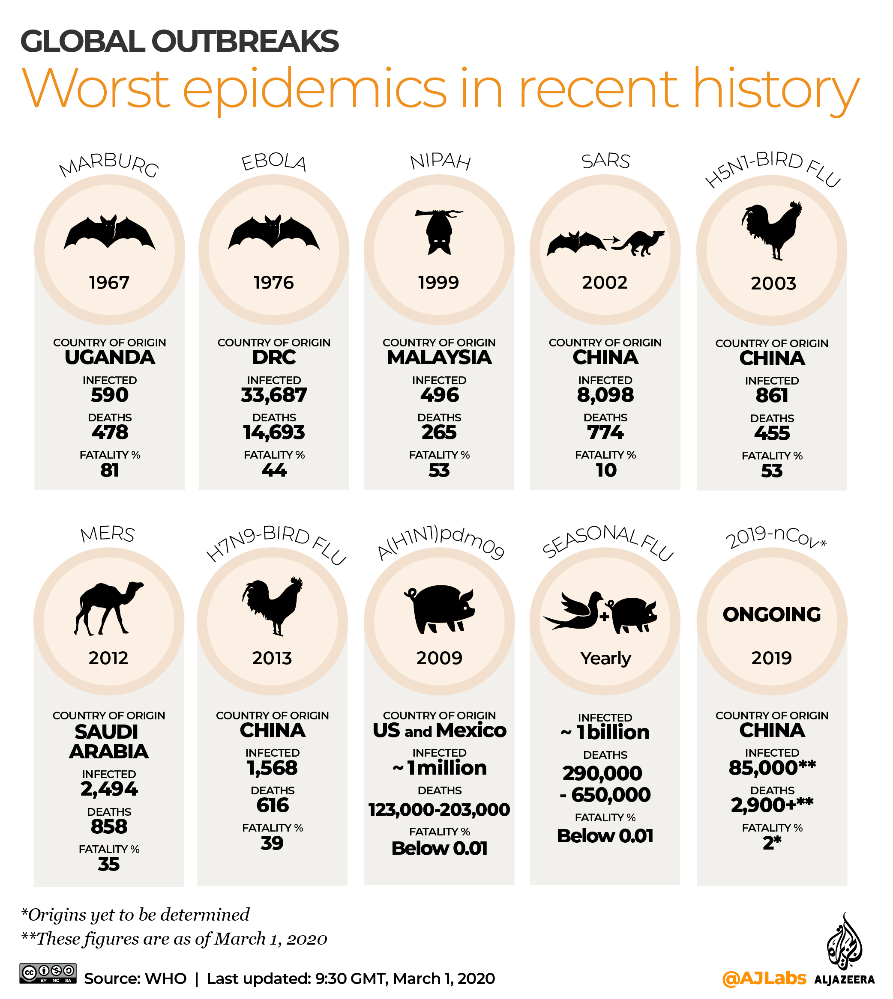 GLOBAL OUTBREAKS
Worst epidemics in recent history
MARBURG
1967
COUNTRY OF ORIGIN
UGANDA
INFECTED
590
DEATHS
478
FATALITY %
81
EBOLA
1976
COUNTRY OF ORIGIN
DRC
INFECTED
33,687
DEATHS
14,693
FATALITY %
44
NIPAH
1999
COUNTRY OF ORIGIN
MALAYSIA
INFECTED
496
DEATHS
265
FATALITY %
53
SARS
2002
COUNTRY OF ORIGIN
CHINA
INFECTED
8,098
DEATHS
774
FATALITY %
10
H5N1-BIRD FLU
2003
COUNTRY OF ORIGIN
CHINA
INFECTED
861
DEATHS
455
FATALITY %
53
MERS
2012
COUNTRY OF ORIGIN
SAUDI
ARABIA
INFECTED
2,494
DEATHS
858
FATALITY %
35
H7N9-BIRD FLU
2013
COUNTRY OF ORIGIN
CHINA
INFECTED
1,568
DEATHS
616
FATALITY %
39
A(H1N1)pdm09
2009
COUNTRY OF ORIGIN
US and Mexico
INFECTED
~ 1 million
DEATHS
123,000-203,000
FATALITY %
Below 0.01
SEASONAL FLU
+
Yearly
INFECTED
~ 1 billion
DEATHS
290,000
- 650,000
FATALITY %
Below 0.01
2019-nCov*
ONGOING
2019
COUNTRY OF ORIGIN
CHINA
INFECTED
85,000**
DEATHS
2,900+**
FATALITY %
2*
*Origins yet to be determined
**These figures are as of March 1, 2020
cc BY NC SA
Source: WHO | Last updated: 9:30 GMT, March 1, 2020
@AJLabs
الجزيرة
ALJAZEERA